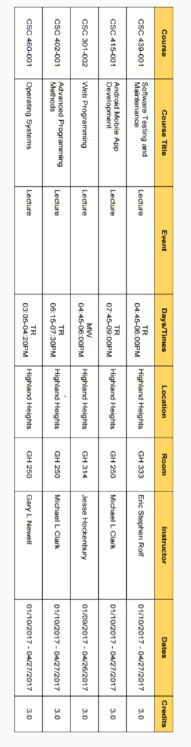 Course Course Title Event Days/Times Location Room Instructor Dates Credits
CSC 439-001 Software Testing and Maintenance Lecture TR 04:45-06:00PM Highland Heights GH 333 Eric Stephen Rolf 01/10/2017 - 04/27/2017 3.0
CSC 415-001 Android Mobile App Development Lecture TR 07:45-09:00PM Highland Heights GH 250 Michael L Clark 01/10/2017 - 04/27/2017 3.0
CSC 301-002 Web Programming Lecture MW 04:45-06:00PM Highland Heights GH 314 Jesse Hockenbury 01/09/2017 - 04/26/2017 3.0
CSC 402-001 Advanced Programming Methods Lecture TR 06:15-07:30PM Highland Heights GH 250 Michael L Clark 01/10/2017 - 04/27/2017 3.0
CSC 460-001 Operating Systems Lecture TR 03:05-04:20PM Highland Heights GH 250 Gary L Newell 01/10/2017 - 04/27/2017 3.0